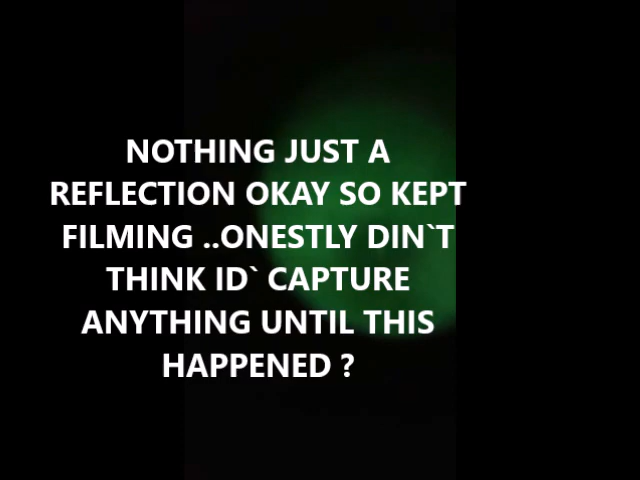 NOTHING JUST A
REFLECTION OKAY SO KEPT
FILMING ..ONESTLY DIN`T
THINK ID` CAPTURE
ANYTHING UNTIL THIS
HAPPENED ?